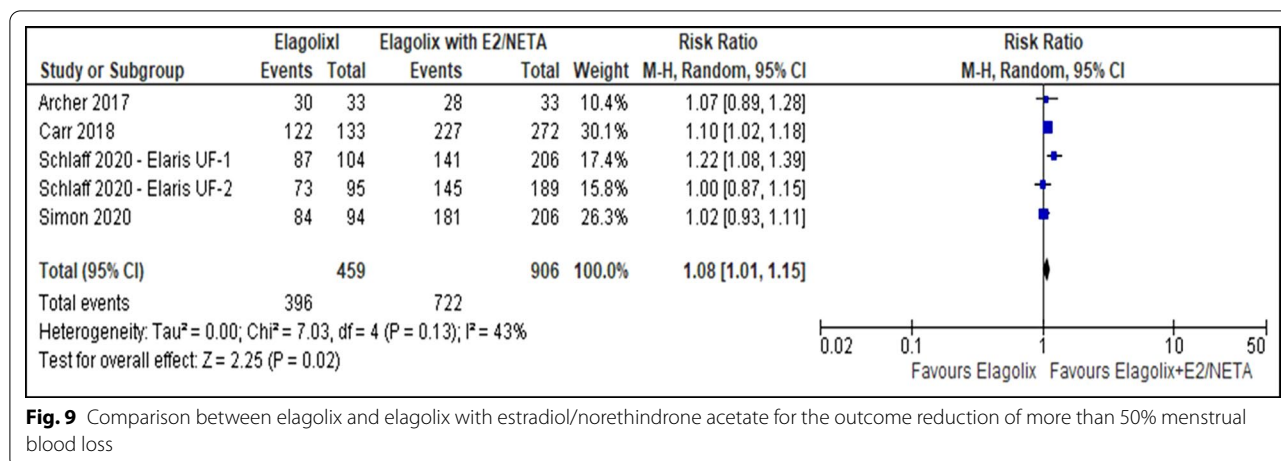 ElagolixI Elagolix with E2/NETA Risk Ratio Risk Ratio
Study or Subgroup Events Total Events Total Weight M-H, Random, 95% CI M-H, Random, 95% CI
Archer 2017 30 33 28 33 10.4% 1.07 [0.89, 1.28]
Carr 2018 122 133 227 272 30.1% 1.10 [1.02, 1.18]
Schlaff 2020 - Elaris UF-1 87 104 141 206 17.4% 1.22 [1.08, 1.39]
Schlaff 2020 - Elaris UF-2 73 95 145 189 15.8% 1.00 [0.87, 1.15]
Simon 2020 84 94 181 206 26.3% 1.02 [0.93, 1.11]
Total (95% CI) 459 906 100.0% 1.08 [1.01, 1.15]
Total events 396 722
Heterogeneity: Tau² = 0.00; Chi² = 7.03, df = 4 (P = 0.13); I² = 43%
Test for overall effect: Z = 2.25 (P = 0.02)
0.02 0.1 1 10 50
Favours Elagolix Favours Elagolix+E2/NETA
Fig. 9 Comparison between elagolix and elagolix with estradiol/norethindrone acetate for the outcome reduction of more than 50% menstrual
blood loss